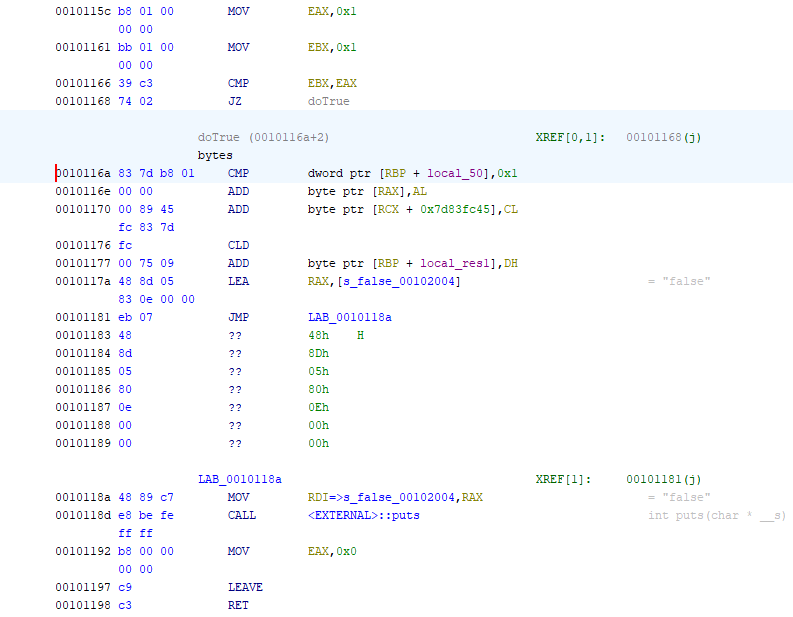 0010115c b8 01 00 MOV EAX,0x1
00 00
00101161 bb 01 00 MOV EBX,0x1
00 00
00101166 39 c3 CMP EBX,EAX
00101168 74 02 JZ doTrue
doTrue (0010116a+2) XREF[0,1]: 00101168(j)
bytes
0010116a 83 7d b8 01 CMP dword ptr [RBP + local_50],0x1
0010116e 00 00 ADD byte ptr [RAX],AL
00101170 00 89 45 ADD byte ptr [RCX + 0x7d83fc45],CL
fc 83 7d
00101176 fc CLD
00101177 00 75 09 ADD byte ptr [RBP + local_res1],DH
0010117a 48 8d 05 LEA RAX,[s_false_00102004] = "false"
83 0e 00 00
00101181 eb 07 JMP LAB_0010118a
00101183 48 ?? 48h H
00101184 8d ?? 8Dh
00101185 05 ?? 05h
00101186 80 ?? 80h
00101187 0e ?? 0Eh
00101188 00 ?? 00h
00101189 00 ?? 00h
LAB_0010118a XREF[1]: 00101181(j)
0010118a 48 89 c7 MOV RDI=>s_false_00102004,RAX = "false"
0010118d e8 be fe CALL <EXTERNAL>::puts int puts(char * __s)
ff ff
00101192 b8 00 00 MOV EAX,0x0
00 00
00101197 c9 LEAVE
00101198 c3 RET